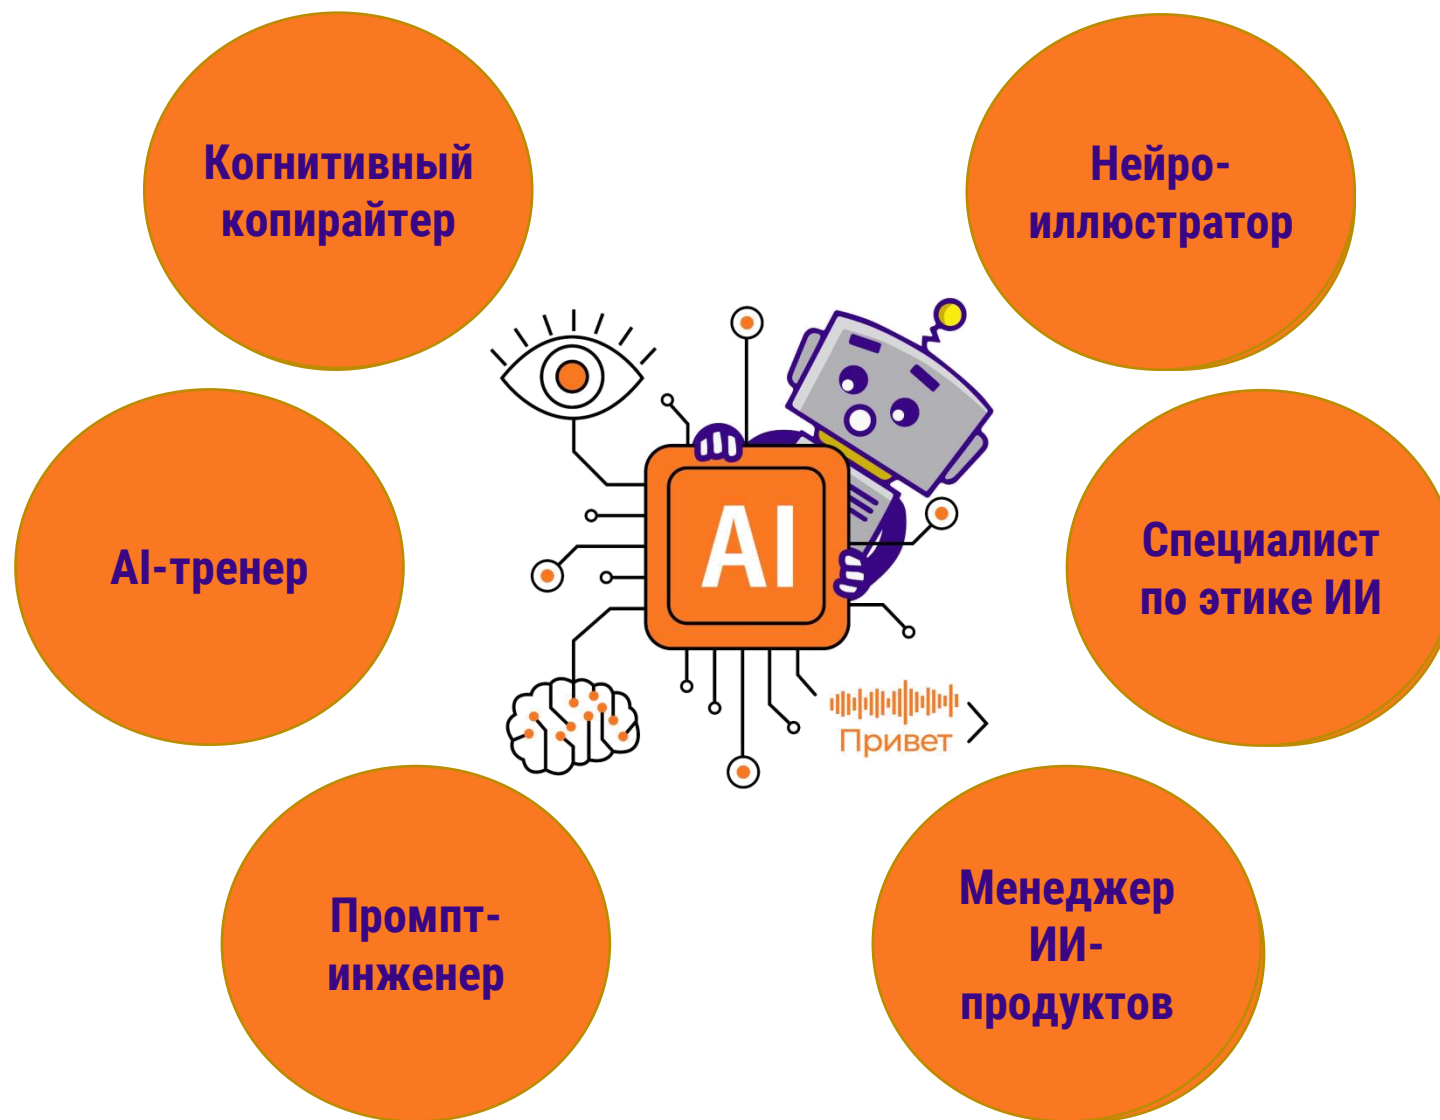 Когнитивный
копирайтер
Нейро-
иллюстратор
AI-тренер
AI
Специалист
по этике ИИ
Привет
Промпт-
инженер
Менеджер
ИИ-
продуктов